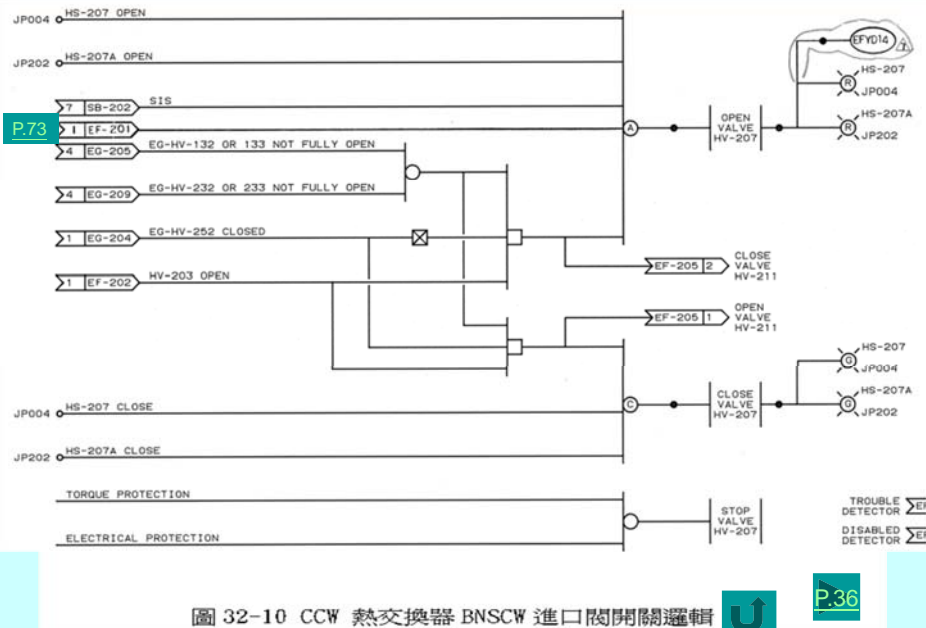 JP004 HS-207 OPEN
JP202 HS-207A OPEN
7 SB-202 SIS
P.73
1 EF-201
4 EG-205 EG-HV-132 OR 133 NOT FULLY OPEN
4 EG-209 EG-HV-232 OR 233 NOT FULLY OPEN
1 EG-204 EG-HV-252 CLOSED
1 EF-202 HV-203 OPEN
A
OPEN
VALVE
HV-207
EFYD14
R HS-207
JP004
R HS-207A
JP202
EF-205 2 CLOSE
VALVE
HV-211
EF-205 1 OPEN
VALVE
HV-211
JP004 HS-207 CLOSE
JP202 HS-207A CLOSE
C
CLOSE
VALVE
HV-207
G HS-207
JP004
G HS-207A
JP202
TORQUE PROTECTION
ELECTRICAL PROTECTION
STOP
VALVE
HV-207
TROUBLE
DETECTOR
DISABLED
DETECTOR
P.36
圖 32-10 CCW 熱交換器 BNSCW 進口閥開關邏輯